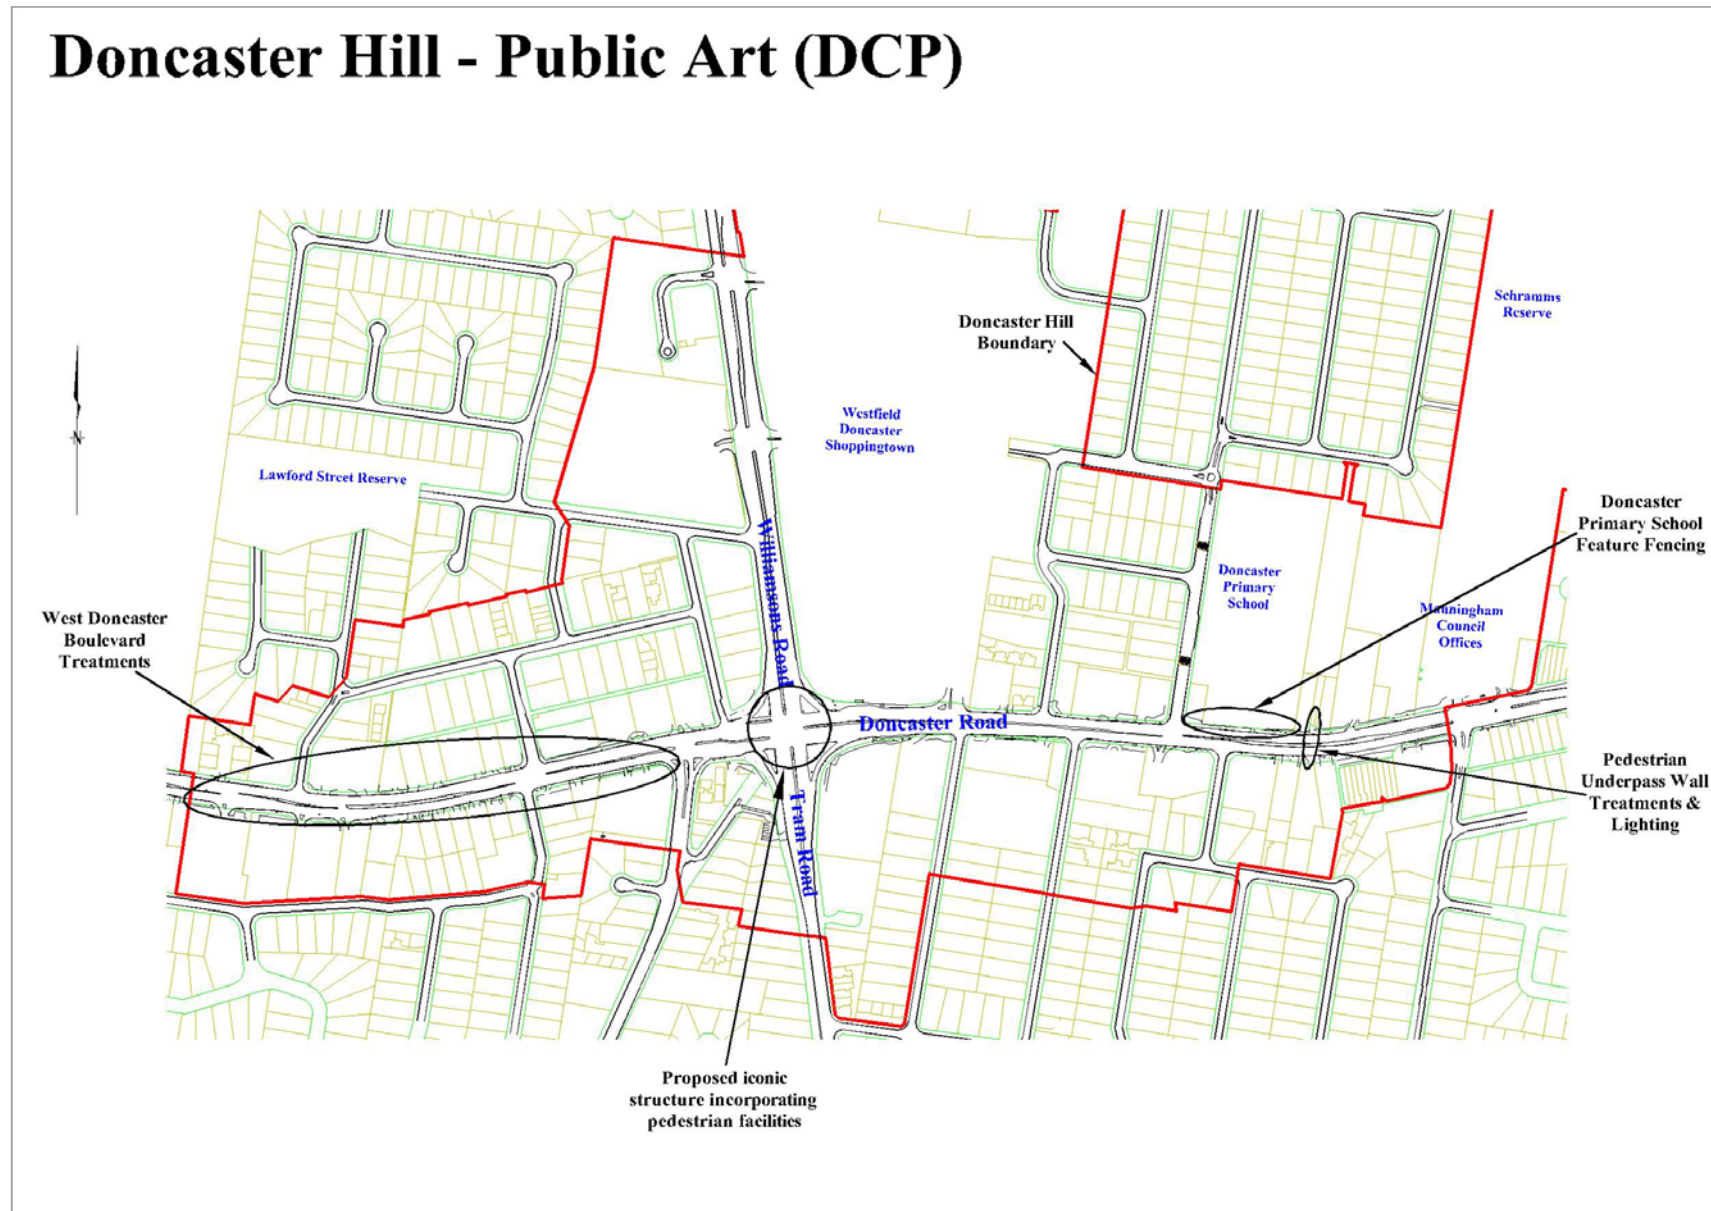 Doncaster Hill - Public Art (DCP)
Schramms
Reserve
Doncaster Hill
Boundary
Westfield
Doncaster
Shoppingtown
Lawford Street Reserve
N
Doncaster
Primary School
Feature Fencing
Williamsons Road
Doncaster
Primary
School
Manningham
Council
Offices
West Doncaster
Boulevard
Treatments
Doncaster Road
Tram Road
Pedestrian
Underpass Wall
Treatments &
Lighting
Proposed iconic
structure incorporating
pedestrian facilities